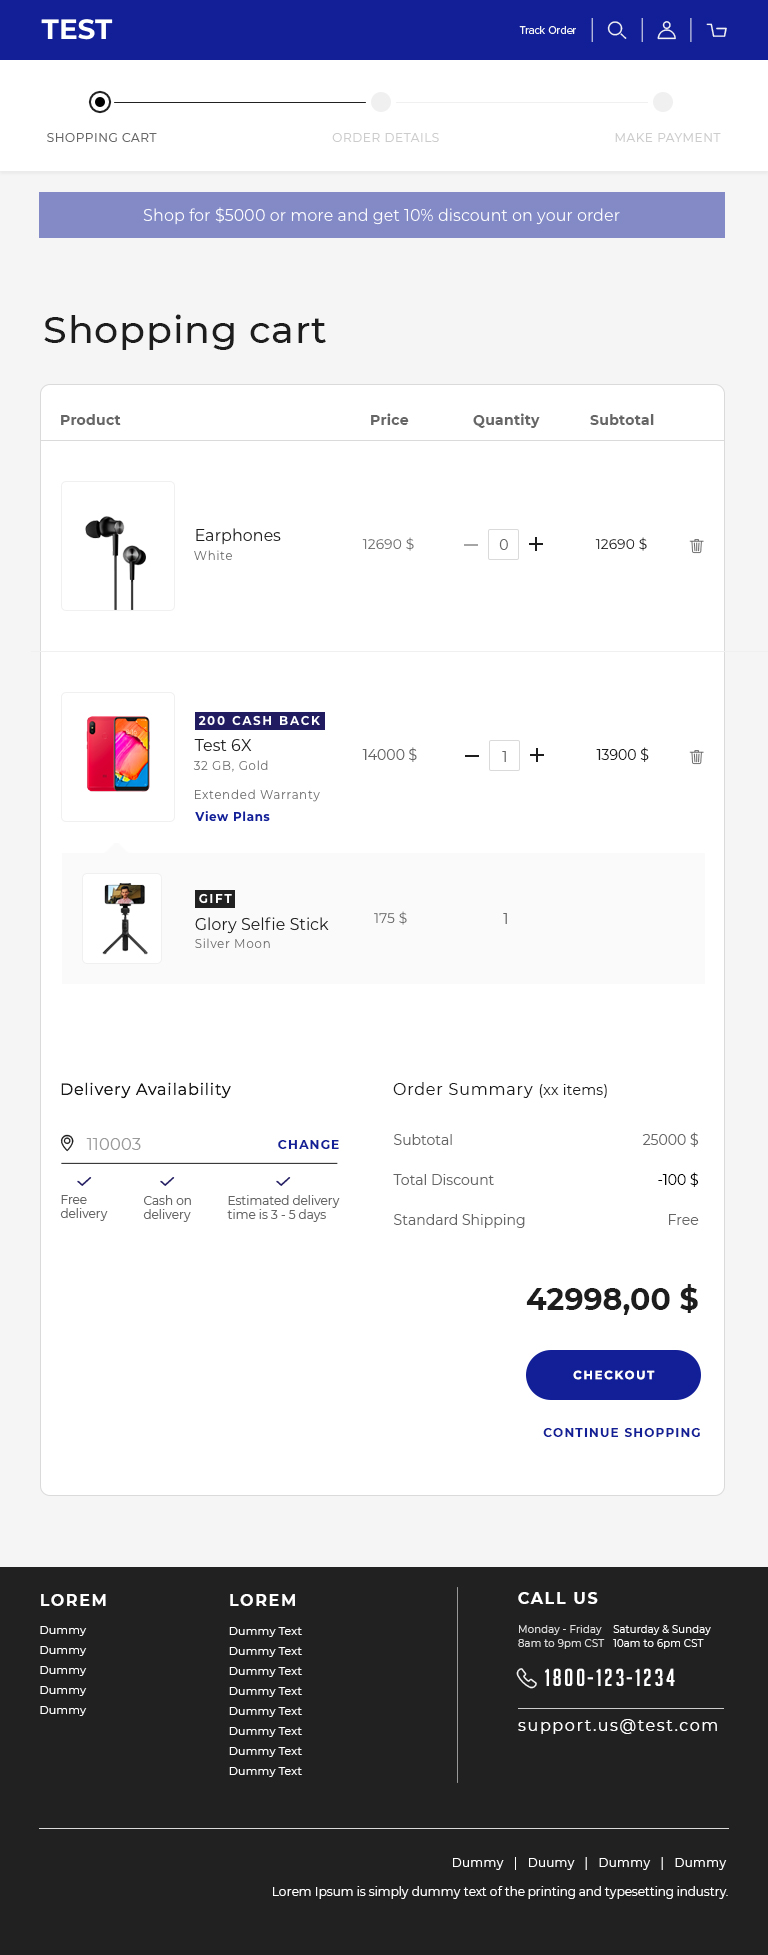 TEST
Track Order
SHOPPING CART
ORDER DETAILS
MAKE PAYMENT
Shop for $5000 or more and get 10% discount on your order
Shopping cart
Product Price Quantity Subtotal
Earphones
White
12690 $ 0 12690 $
200 CASH BACK
Test 6X
32 GB, Gold
14000 $ 1 13900 $
Extended Warranty
View Plans
GIFT
Glory Selfie Stick
Silver Moon
175 $ 1
Delivery Availability
110003 CHANGE
Free
delivery
Cash on
delivery
Estimated delivery
time is 3 - 5 days
Order Summary (xx items)
Subtotal 25000 $
Total Discount -100 $
Standard Shipping Free
42998,00 $
CHECKOUT
CONTINUE SHOPPING
LOREM
Dummy
Dummy
Dummy
Dummy
Dummy
LOREM
Dummy Text
Dummy Text
Dummy Text
Dummy Text
Dummy Text
Dummy Text
Dummy Text
Dummy Text
CALL US
Monday - Friday
8am to 9pm CST
Saturday & Sunday
10am to 6pm CST
1800-123-1234
support.us@test.com
Dummy | Duumy | Dummy | Dummy
Lorem Ipsum is simply dummy text of the printing and typesetting industry.